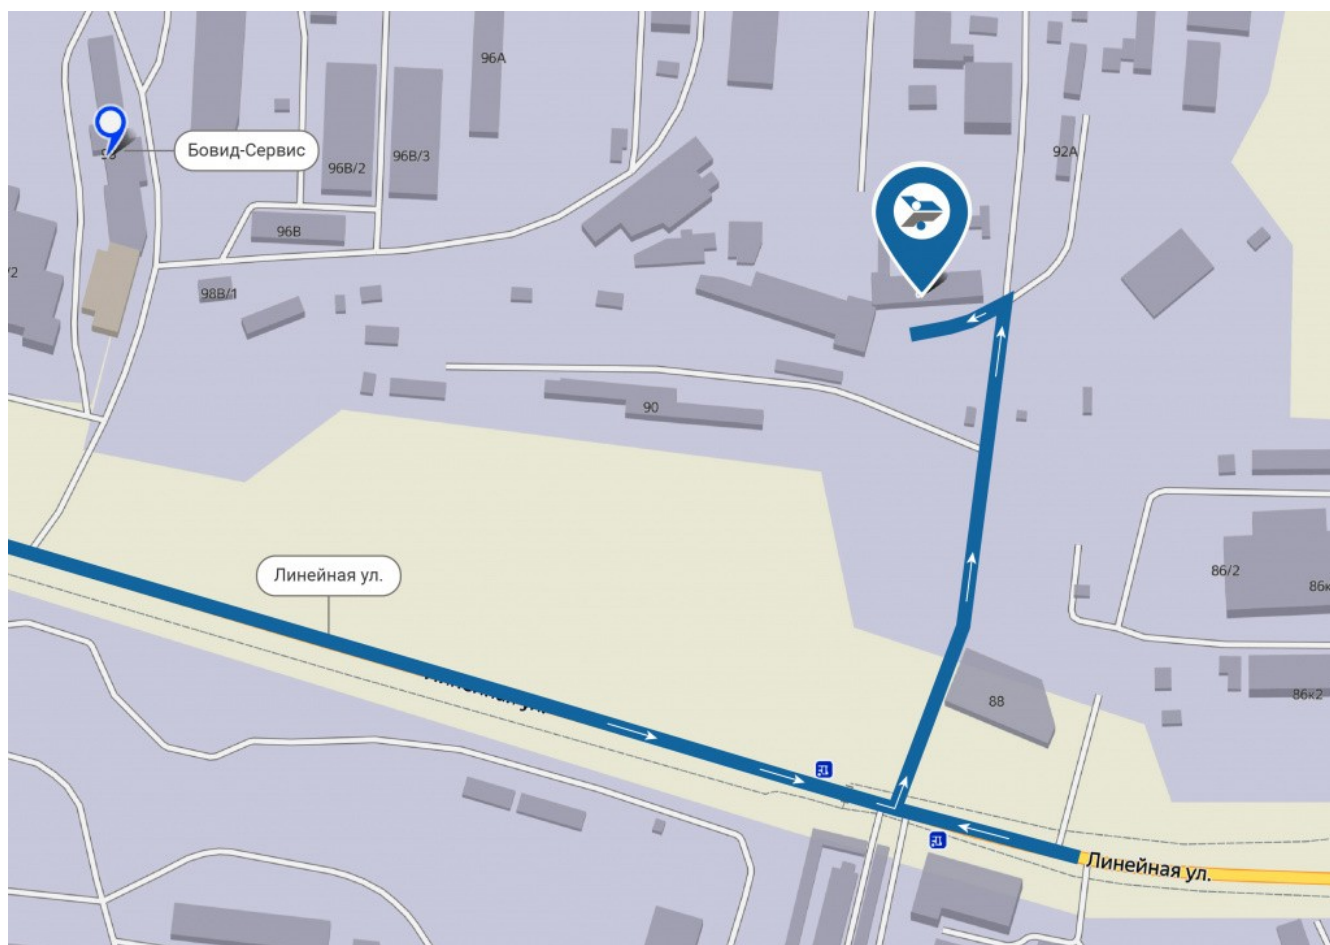 96А
Бовид-Сервис
96В/2
96В/3
92А
96В
98В/1
90
Линейная ул.
86/2
88
86к2
Линейная ул.